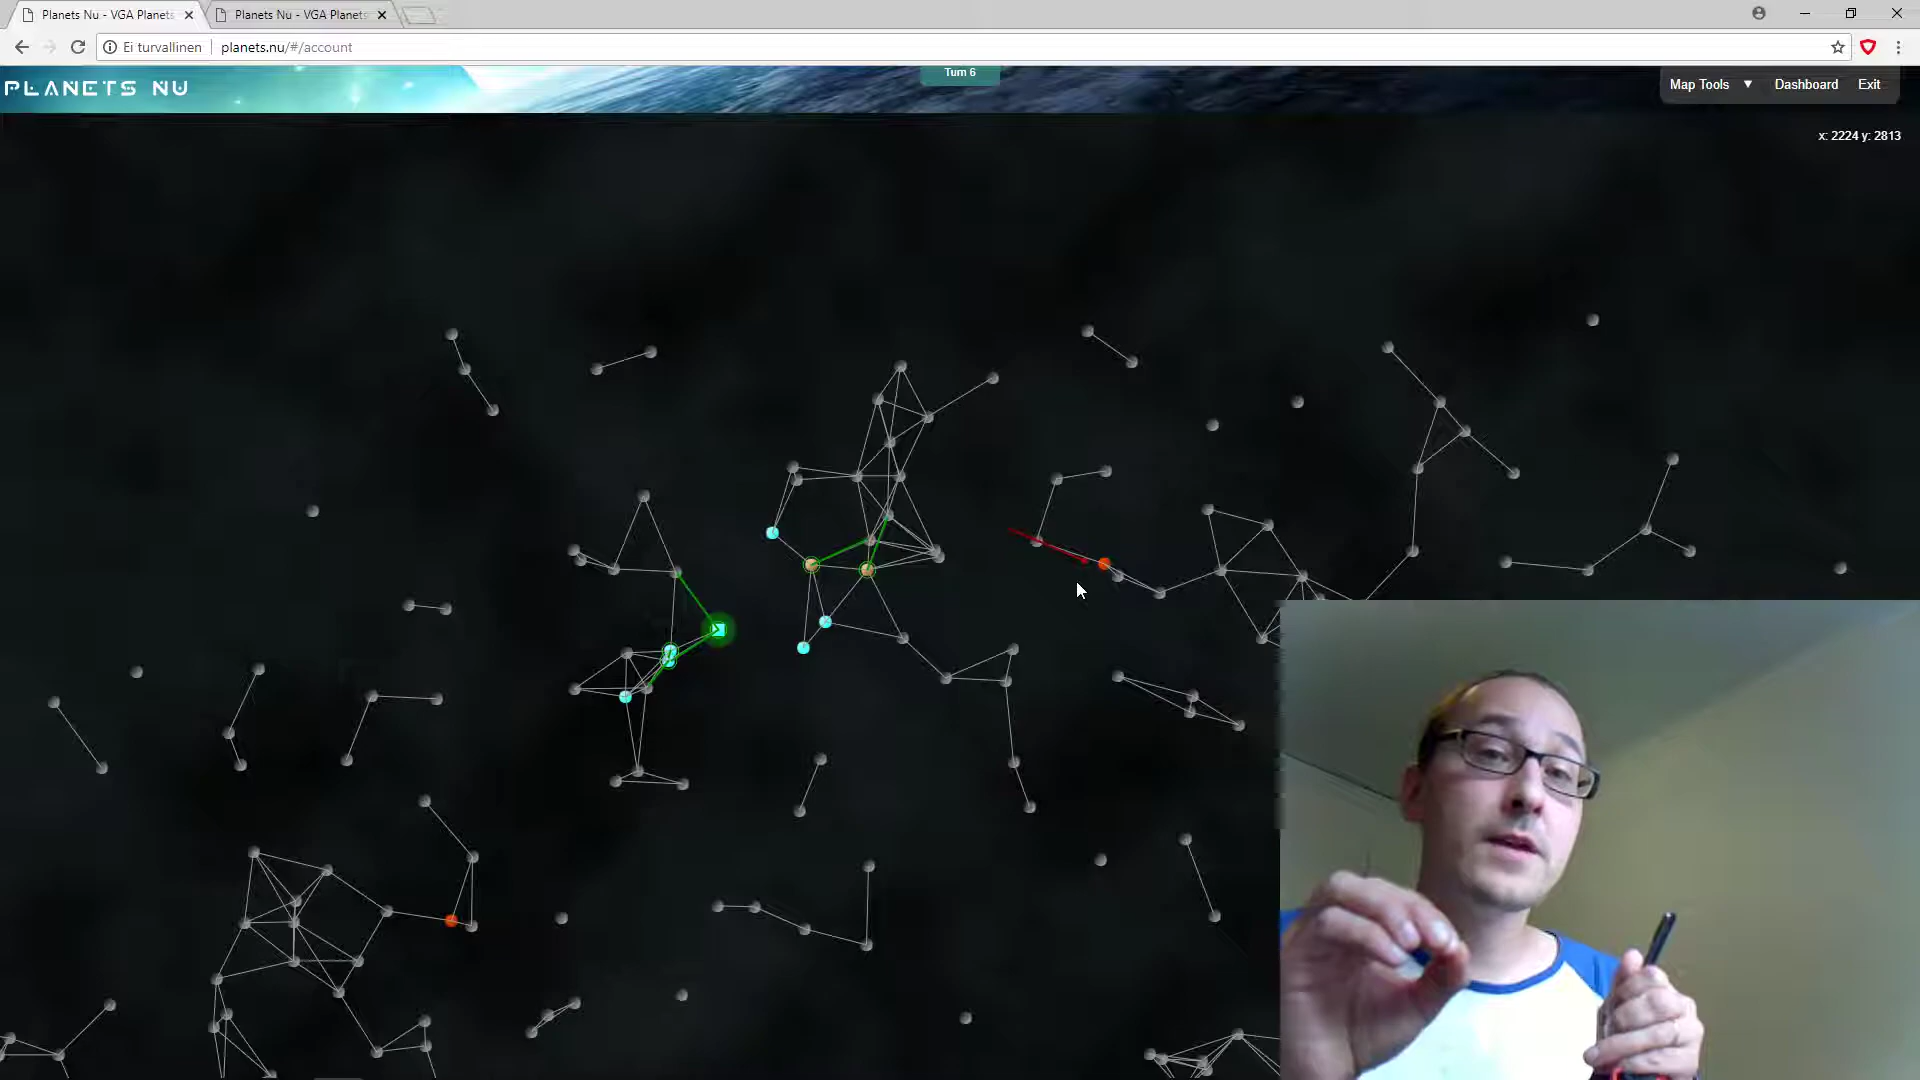 Planets Nu - VGA Planets
Planets Nu - VGA Planets
Ei turvallinen
planets.nu/#/account
PLANETS NU
Turn 6
Map Tools
Dashboard
Exit
x: 2224 y: 2813